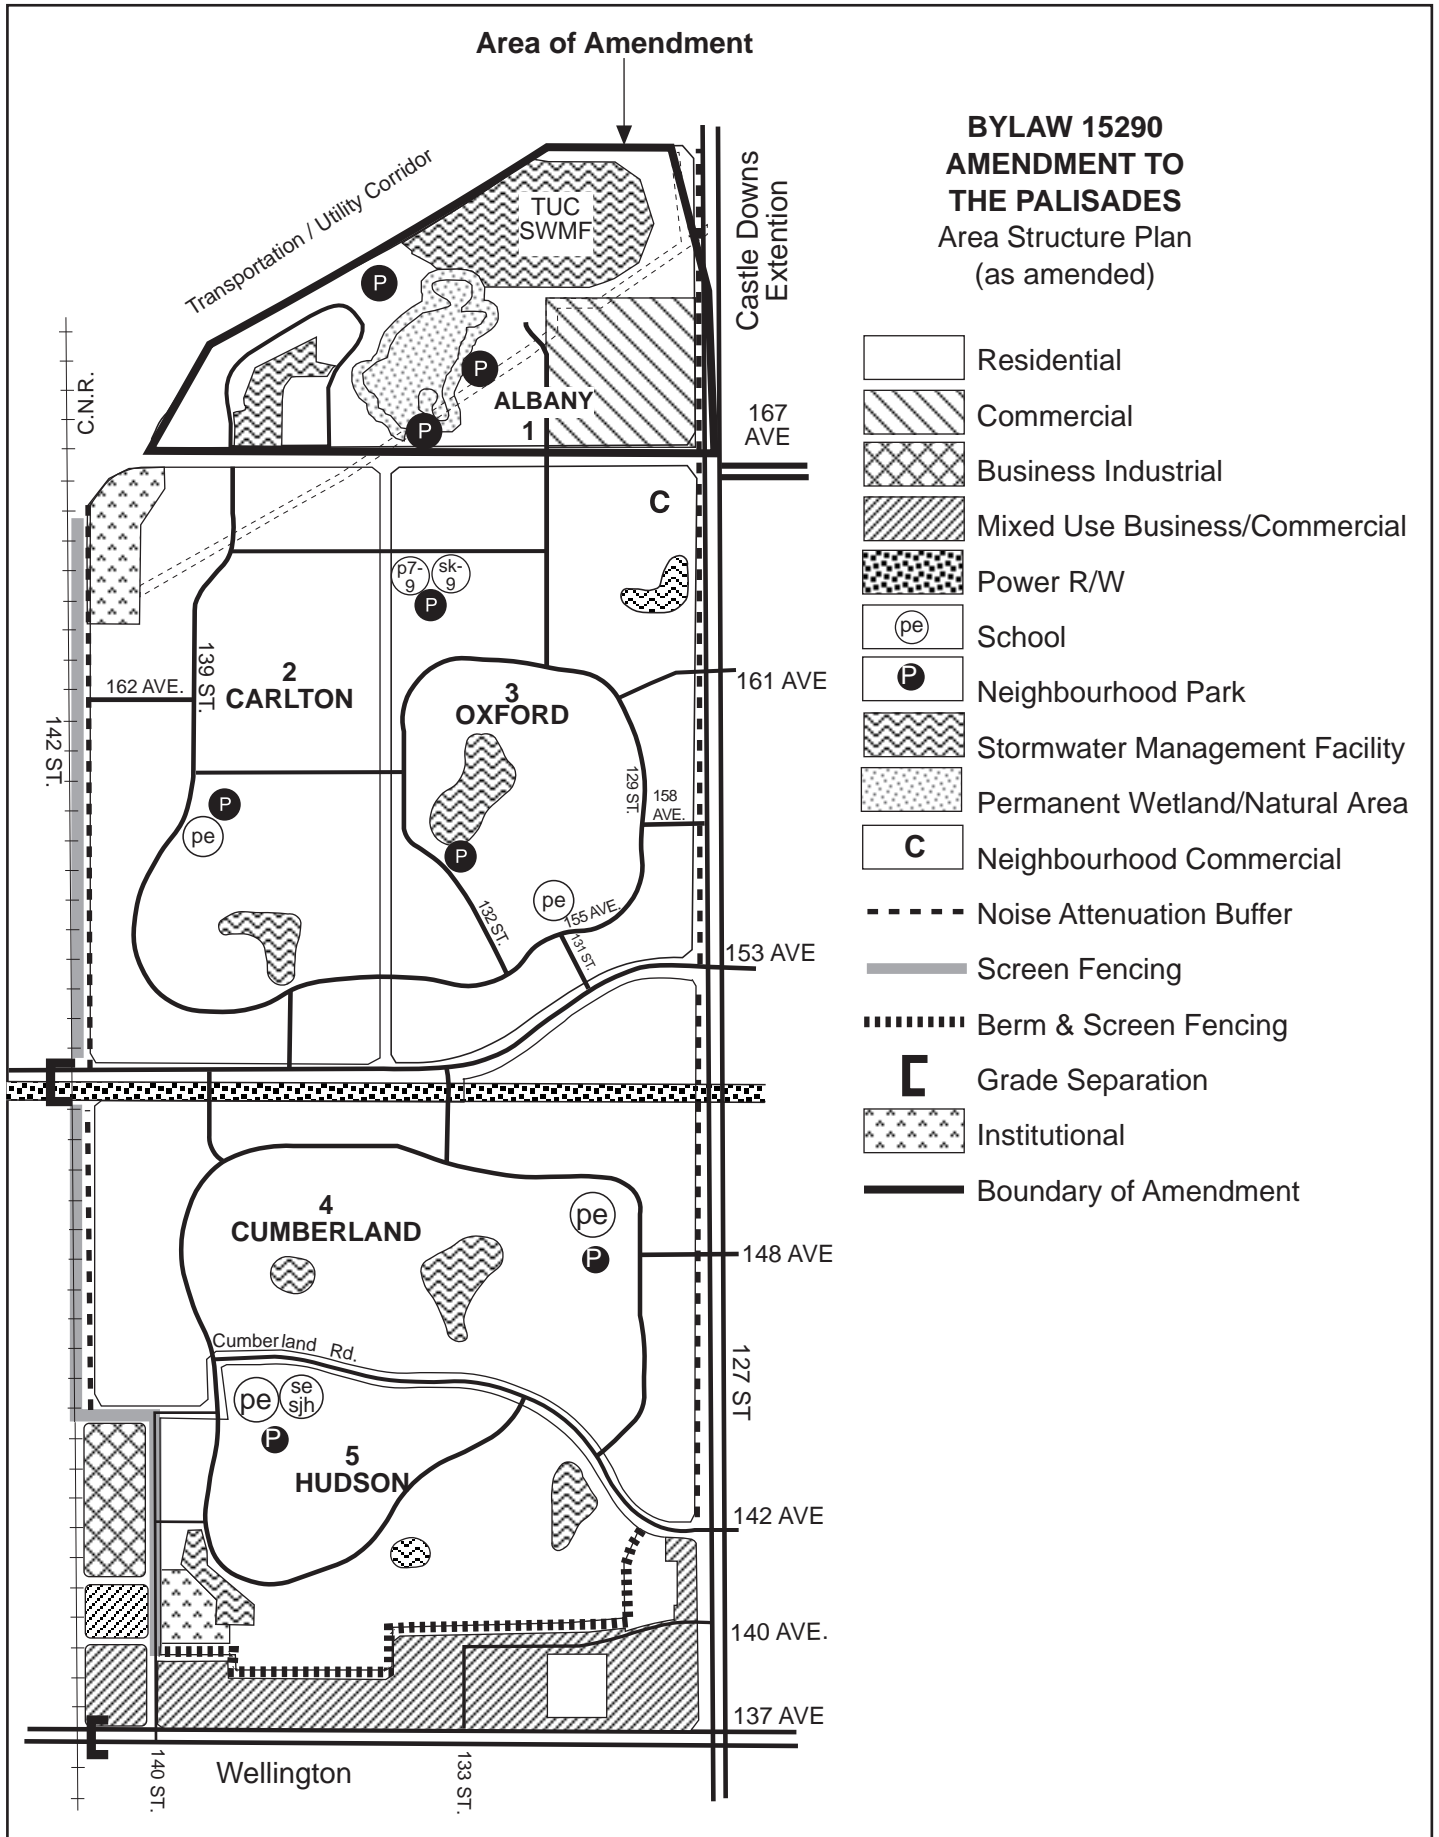 Area of Amendment
BYLAW 15290
AMENDMENT TO
THE PALISADES
Area Structure Plan
(as amended)
Transportation / Utility Corridor
TUC
SWMF
Castle Downs
Extention
P
P
P
ALBANY
1
C.N.R.
167
AVE
C
p7-
9
sk-
9
P
2
CARLTON
139 ST.
162 AVE.
142 ST.
3
OXFORD
161 AVE
129 ST.
158
AVE.
P
pe
P
pe
132 ST.
155 AVE.
131 ST.
153 AVE
4
CUMBERLAND
pe
P
148 AVE
Cumberland Rd.
127 ST
pe
se
sjh
P
5
HUDSON
142 AVE
140 AVE.
137 AVE
140 ST.
Wellington
133 ST.
Residential
Commercial
Business Industrial
Mixed Use Business/Commercial
Power R/W
pe School
P Neighbourhood Park
Stormwater Management Facility
Permanent Wetland/Natural Area
C Neighbourhood Commercial
Noise Attenuation Buffer
Screen Fencing
Berm & Screen Fencing
Grade Separation
Institutional
Boundary of Amendment